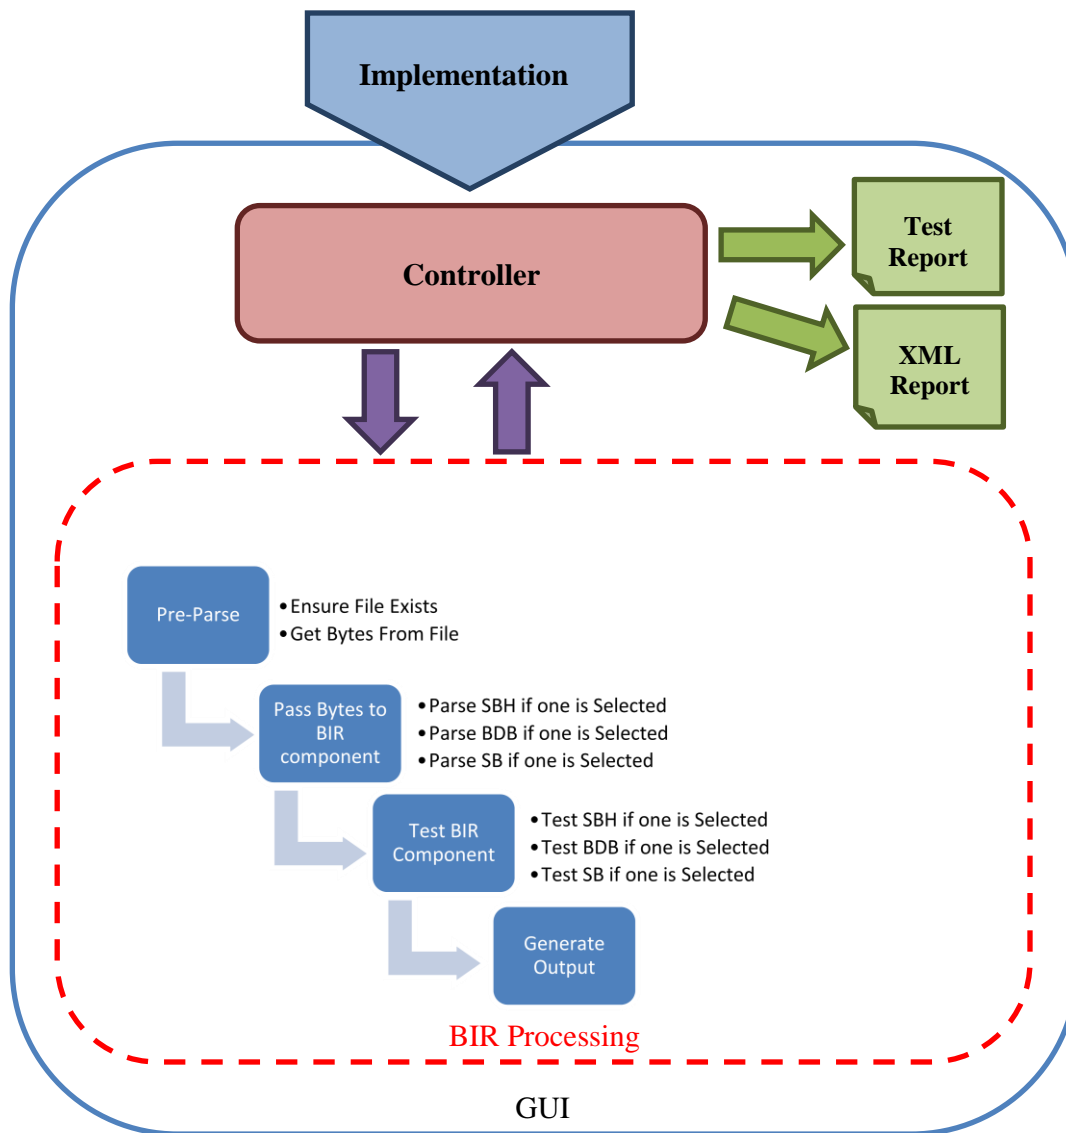 Implementation
Controller
Test
Report
XML
Report
Pre-Parse
•Ensure File Exists
•Get Bytes From File
Pass Bytes to
BIR
component
•Parse SBH if one is Selected
•Parse BDB if one is Selected
•Parse SB if one is Selected
Test BIR
Component
•Test SBH if one is Selected
•Test BDB if one is Selected
•Test SB if one is Selected
Generate
Output
BIR Processing
GUI